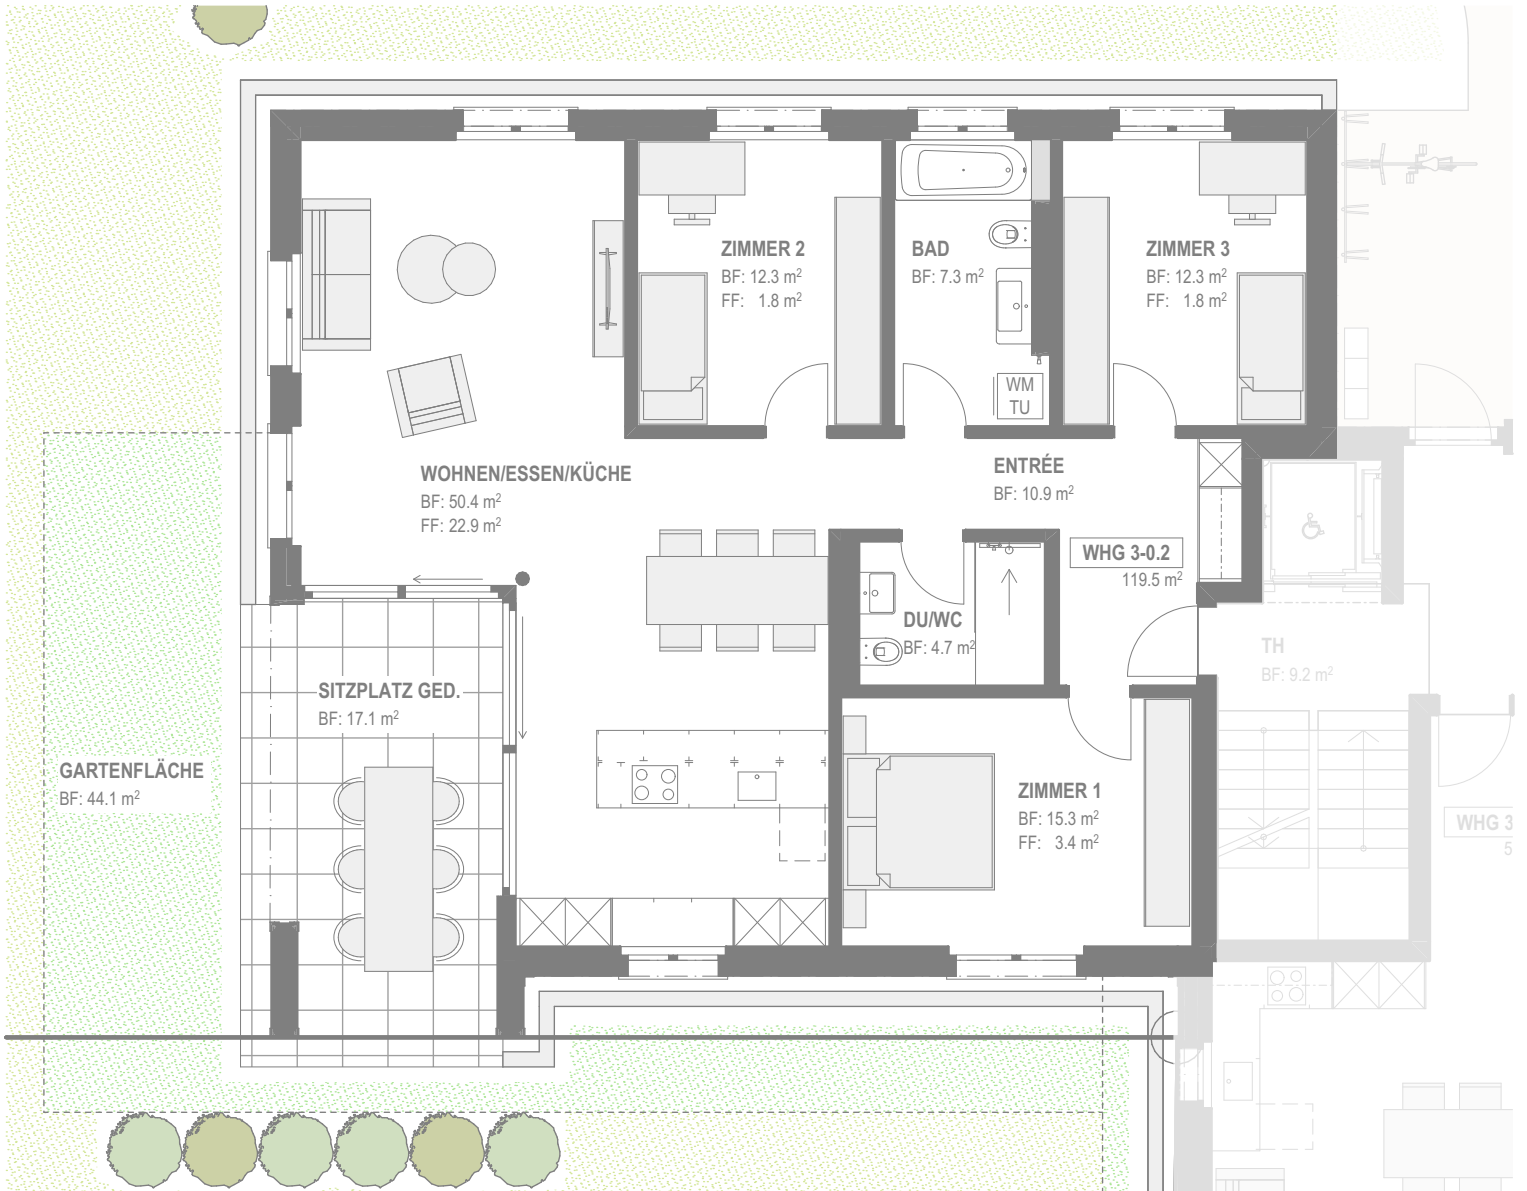 ZIMMER 2
BF: 12.3 m²
FF: 1.8 m²
BAD
BF: 7.3 m²
ZIMMER 3
BF: 12.3 m²
FF: 1.8 m²
WM
TU
WOHNEN/ESSEN/KÜCHE
BF: 50.4 m²
FF: 22.9 m²
ENTRÉE
BF: 10.9 m²
WHG 3-0.2
119.5 m²
DU/WC
BF: 4.7 m²
TH
BF: 9.2 m²
SITZPLATZ GED.
BF: 17.1 m²
GARTENFLÄCHE
BF: 44.1 m²
ZIMMER 1
BF: 15.3 m²
FF: 3.4 m²
WHG 3
5